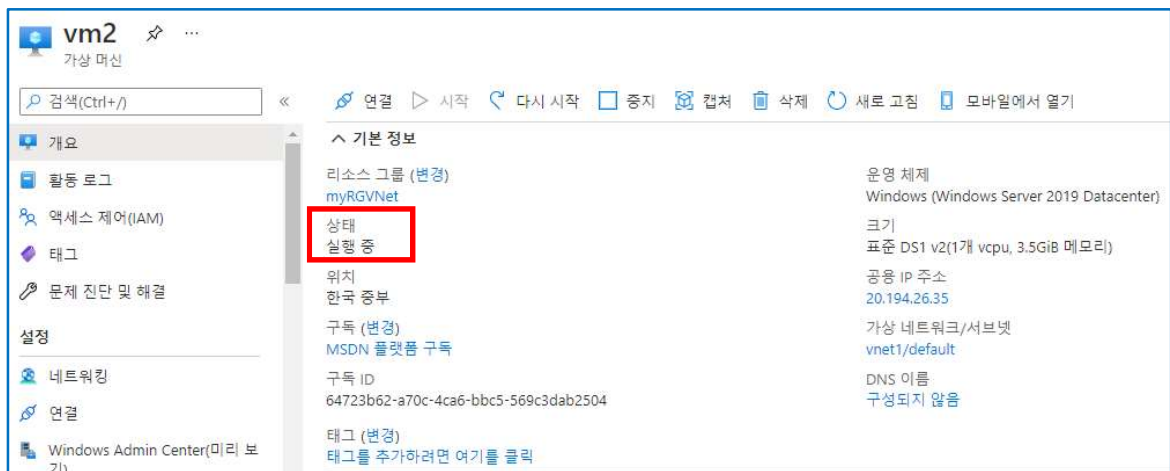 vm2 ...
가상 머신
검색(Ctrl+/)
«
연결 시작 다시 시작 중지 캡처 삭제 새로 고침 모바일에서 열기
개요
활동 로그
액세스 제어(IAM)
태그
문제 진단 및 해결
설정
네트워킹
연결
Windows Admin Center(미리 보
기)
기본 정보
리소스 그룹 (변경)
myRGVNet
상태
실행 중
위치
한국 중부
구독 (변경)
MSDN 플랫폼 구독
구독 ID
64723b62-a70c-4ca6-bbc5-569c3dab2504
태그 (변경)
태그를 추가하려면 여기를 클릭
운영 체제
Windows (Windows Server 2019 Datacenter)
크기
표준 DS1 v2(1개 vcpu, 3.5GiB 메모리)
공용 IP 주소
20.194.26.35
가상 네트워크/서브넷
vnet1/default
DNS 이름
구성되지 않음